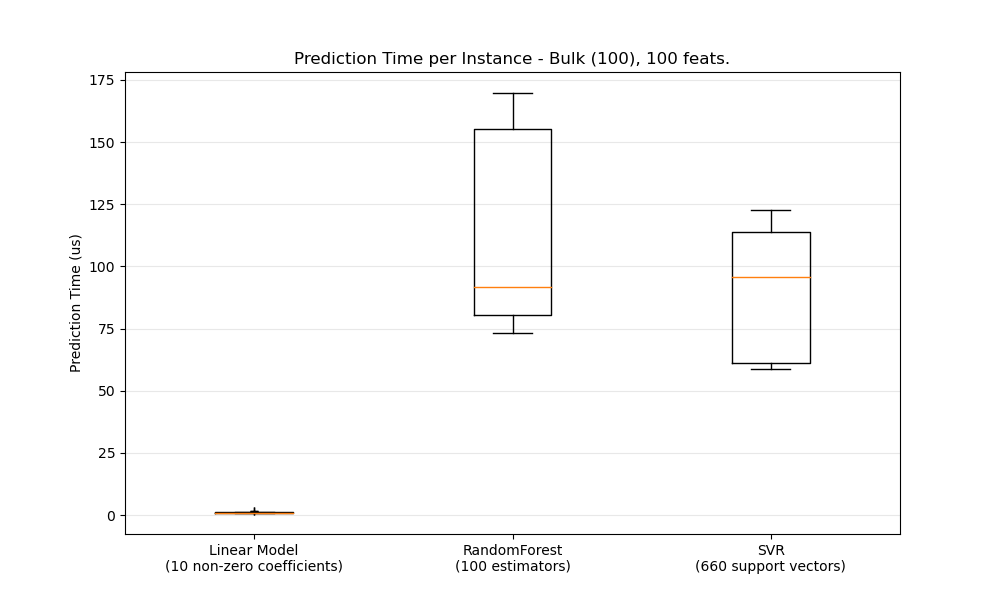 Prediction Time per Instance - Bulk (100), 100 feats.
175
150
125
100
75
50
25
0
Prediction Time (us)
Linear Model
(10 non-zero coefficients)
RandomForest
(100 estimators)
SVR
(660 support vectors)